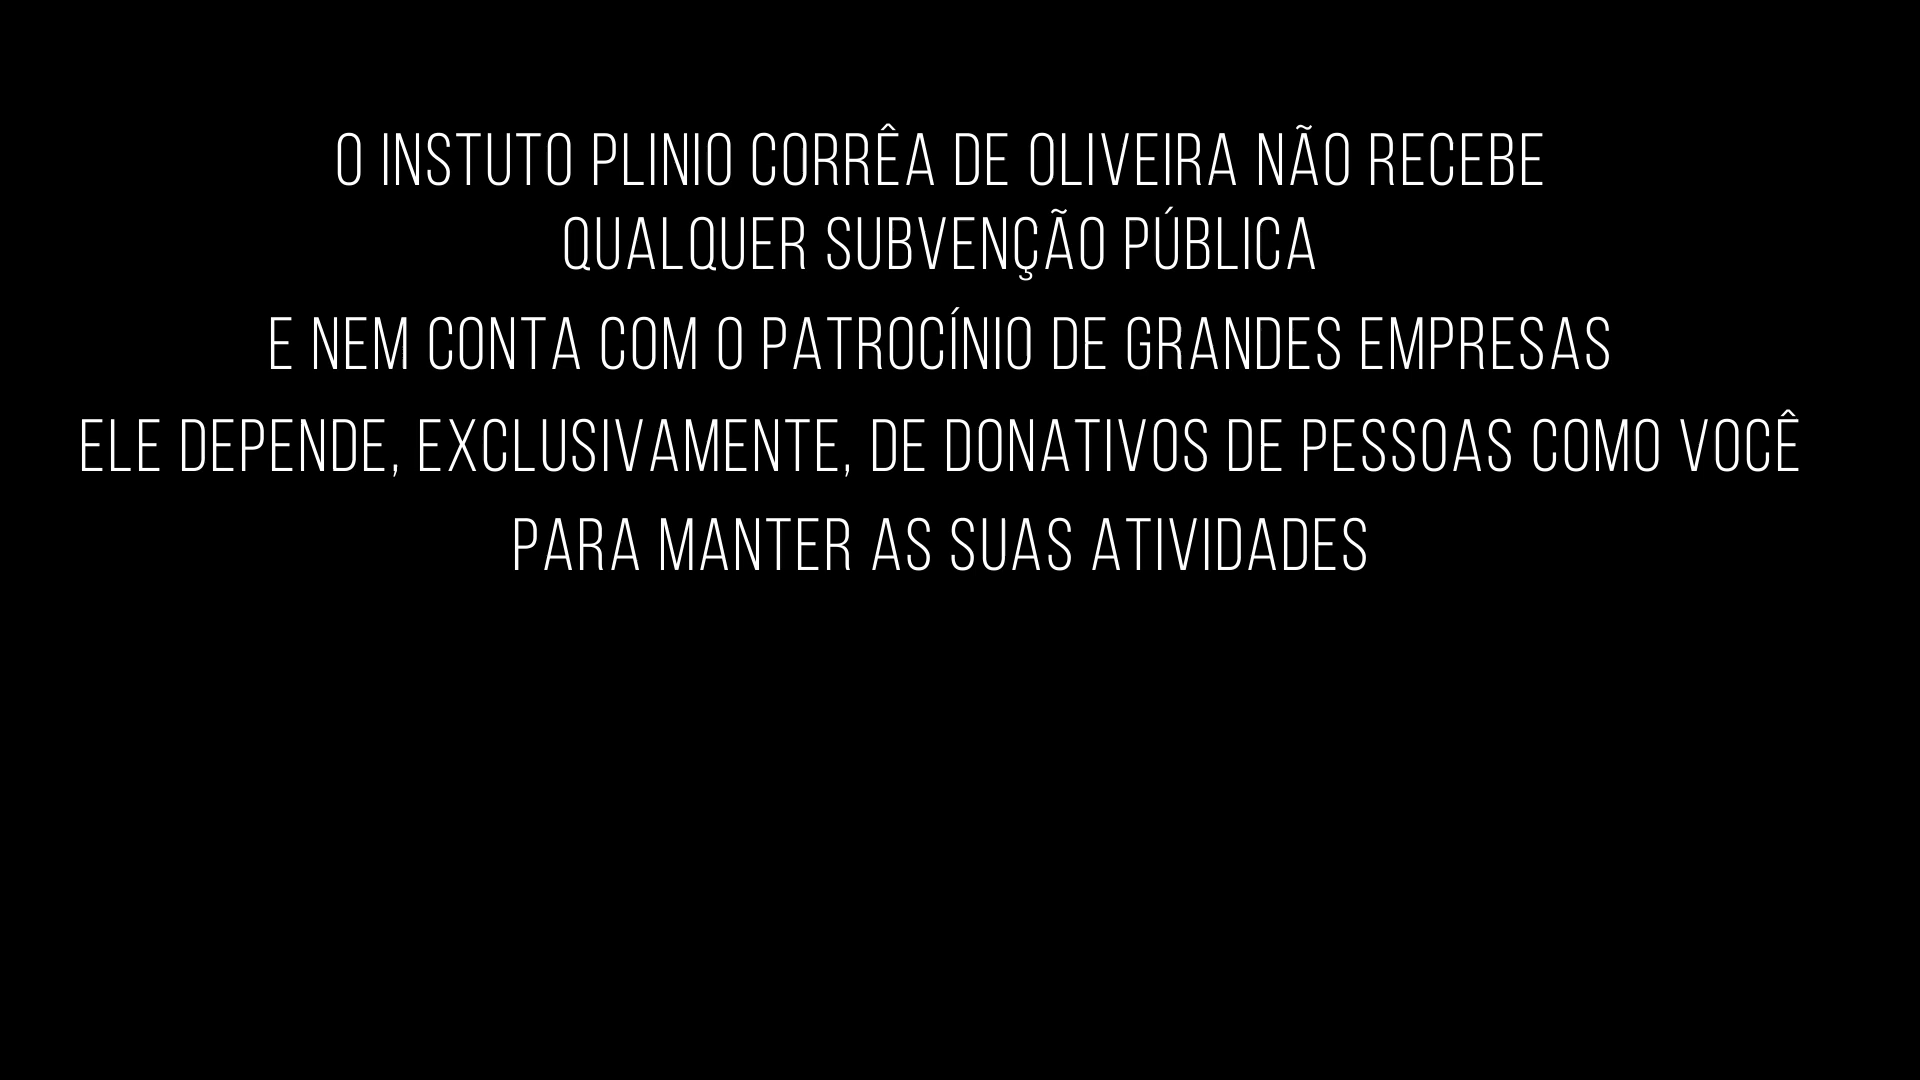 O INSTUTO PLINIO CORRÊA DE OLIVEIRA NÃO RECEBE
QUALQUER SUBVENÇÃO PÚBLICA
E NEM CONTA COM O PATROCÍNIO DE GRANDES EMPRESAS
ELE DEPENDE, EXCLUSIVAMENTE, DE DONATIVOS DE PESSOAS COMO VOCÊ
PARA MANTER AS SUAS ATIVIDADES